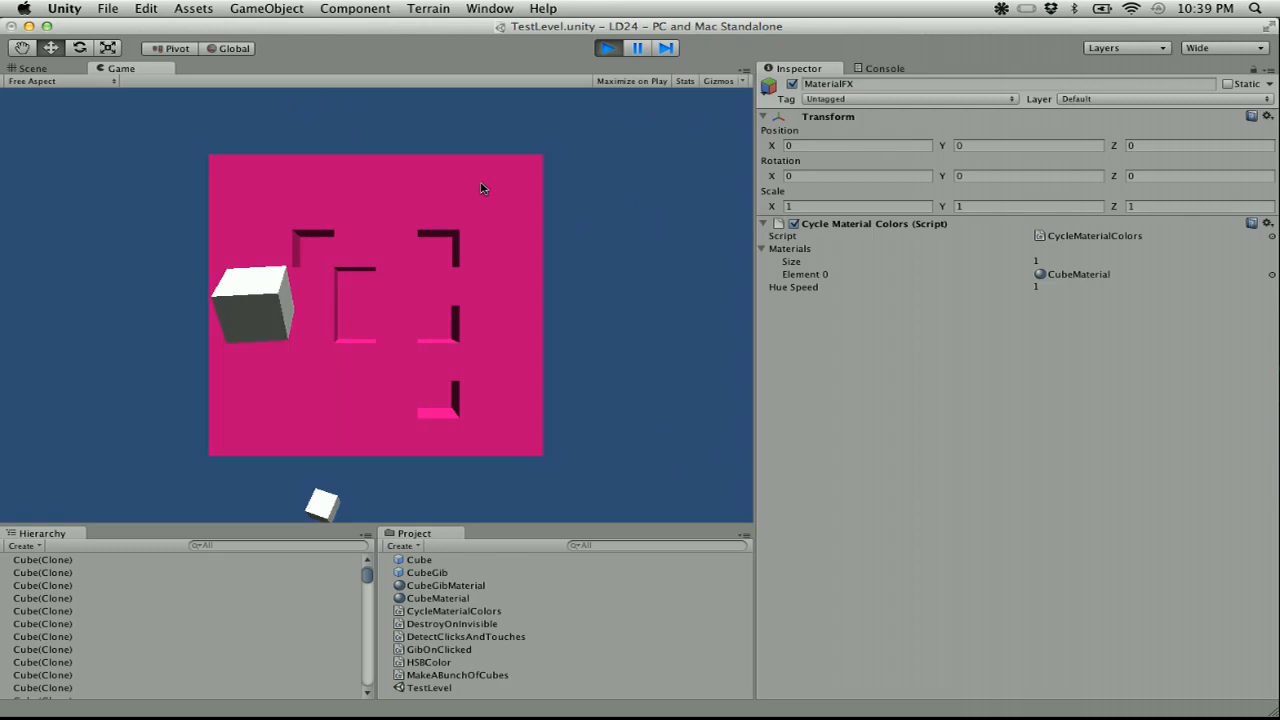 Unity File Edit Assets GameObject Component Terrain Window Help 10:39 PM
TestLevel.unity - LD24 - PC and Mac Standalone
Pivot Global Layers Wide
Scene Game Inspector Console
Free Aspect Maximize on Play Stats Gizmos
MaterialFX Static
Tag Untagged Layer Default
Transform
Position
X 0 Y 0 Z 0
Rotation
X 0 Y 0 Z 0
Scale
X 1 Y 1 Z 1
Cycle Material Colors (Script)
Script CycleMaterialColors
Materials
Size 1
Element 0 CubeMaterial
Hue Speed 1
Hierarchy
Create All
Cube(Clone)
Cube(Clone)
Cube(Clone)
Cube(Clone)
Cube(Clone)
Cube(Clone)
Cube(Clone)
Cube(Clone)
Cube(Clone)
Cube(Clone)
Cube(Clone)
Project
Create All
Cube
CubeGib
CubeGibMaterial
CubeMaterial
CycleMaterialColors
DestroyOnInvisible
DetectClicksAndTouches
GibOnClicked
HSBColor
MakeABunchOfCubes
TestLevel